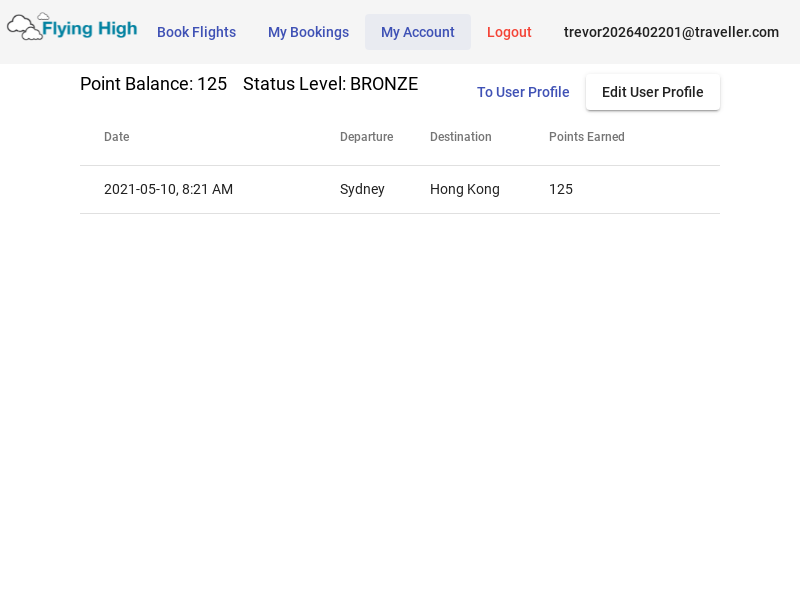 Flying High Book Flights My Bookings My Account Logout trevor2026402201@traveller.com
Point Balance: 125 Status Level: BRONZE To User Profile Edit User Profile
Date Departure Destination Points Earned
2021-05-10, 8:21 AM Sydney Hong Kong 125